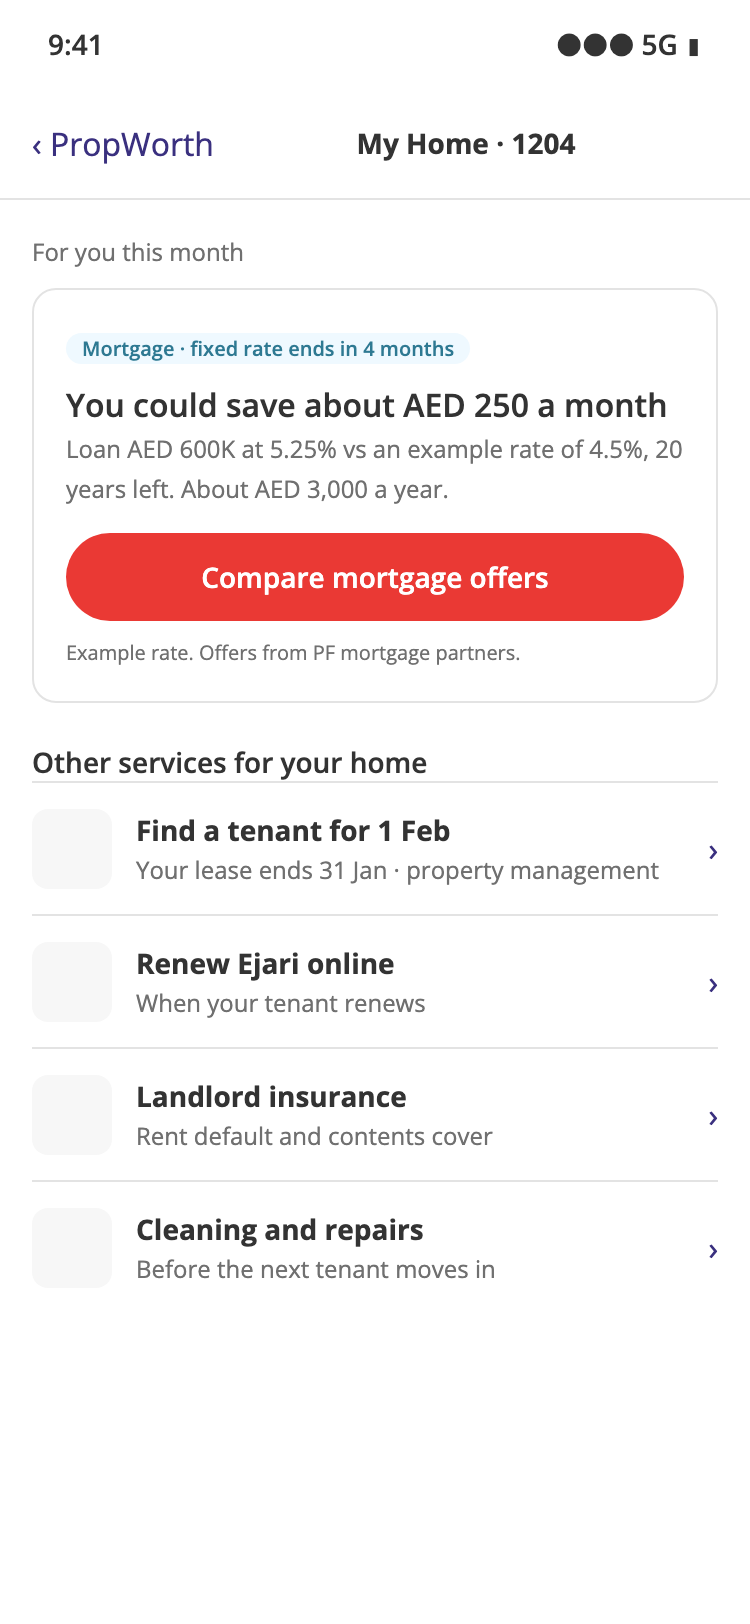 9:41
5G
‹ PropWorth
My Home · 1204
For you this month
Mortgage · fixed rate ends in 4 months
You could save about AED 250 a month
Loan AED 600K at 5.25% vs an example rate of 4.5%, 20
years left. About AED 3,000 a year.
Compare mortgage offers
Example rate. Offers from PF mortgage partners.
Other services for your home
Find a tenant for 1 Feb
Your lease ends 31 Jan · property management
Renew Ejari online
When your tenant renews
Landlord insurance
Rent default and contents cover
Cleaning and repairs
Before the next tenant moves in